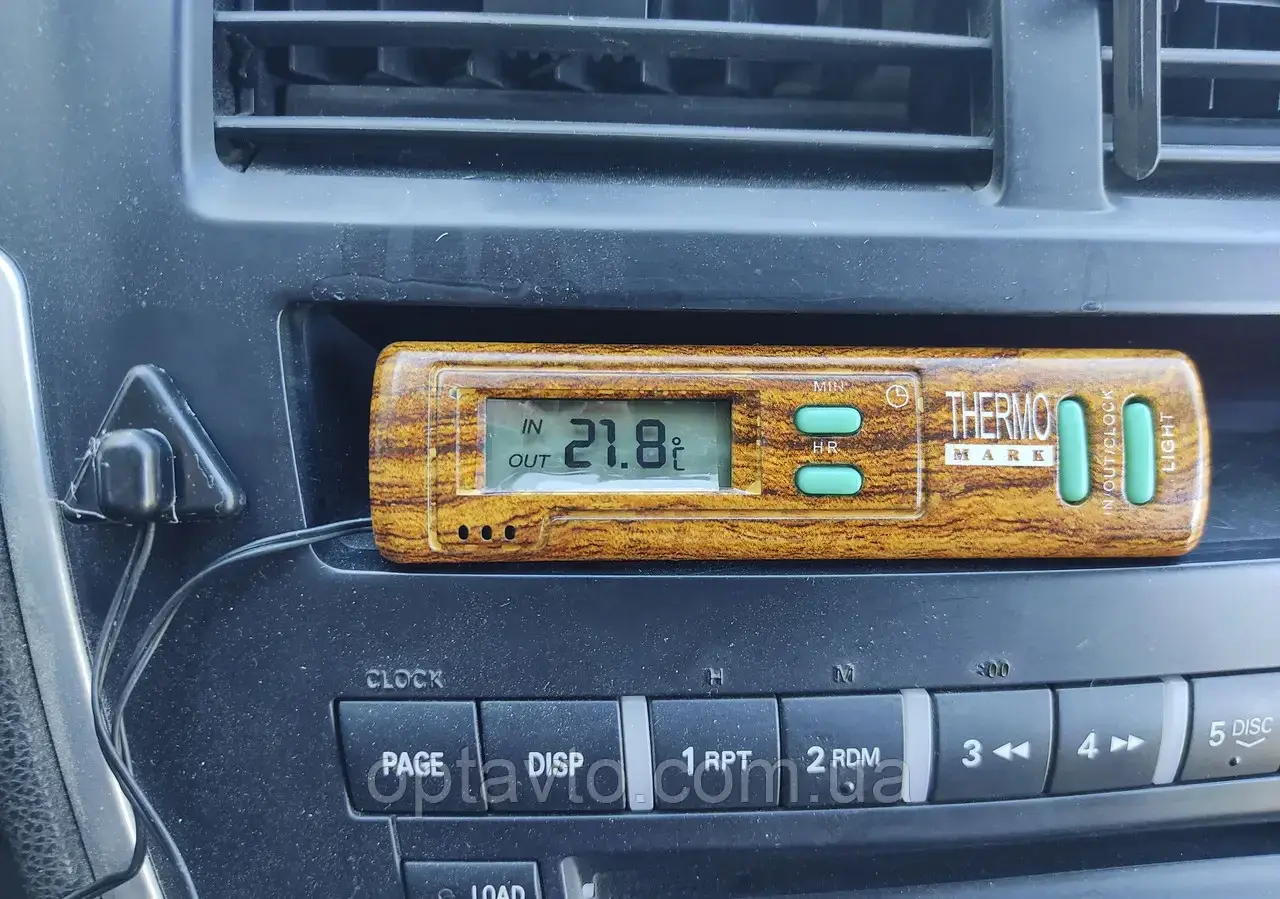 IN
OUT
21.8°C
MIN
HR
THERMO
MARK
IN/OUT/CLOCK
LIGHT
CLOCK
H
M
:00
PAGE
DISP
1 RPT
2 RDM
3
4
5 DISC
LOAD
optavto.com.ua